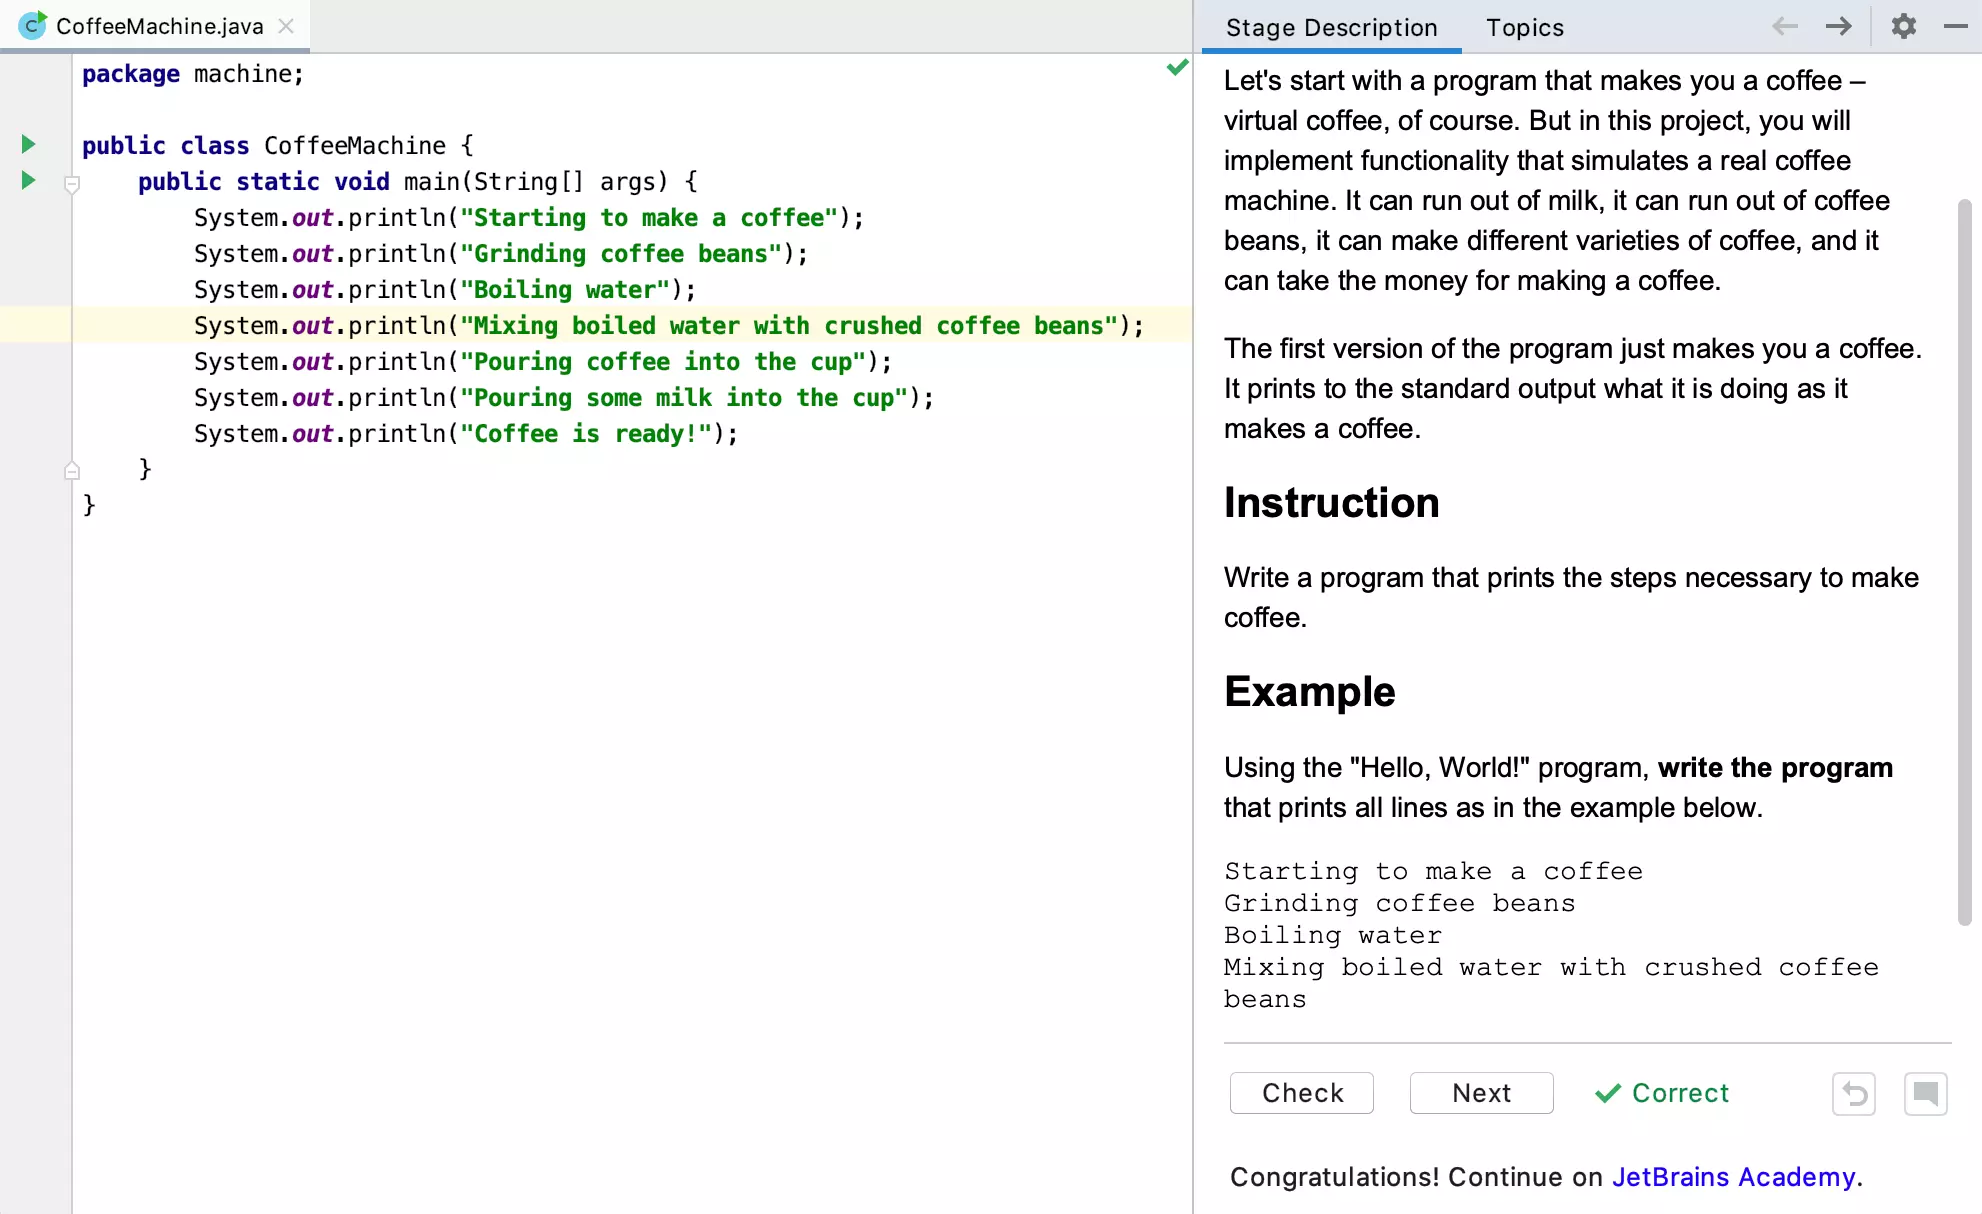 CoffeeMachine.java
package machine;
public class CoffeeMachine {
public static void main(String[] args) {
System.out.println("Starting to make a coffee");
System.out.println("Grinding coffee beans");
System.out.println("Boiling water");
System.out.println("Mixing boiled water with crushed coffee beans");
System.out.println("Pouring coffee into the cup");
System.out.println("Pouring some milk into the cup");
System.out.println("Coffee is ready!");
}
}
Stage Description
Topics
Let's start with a program that makes you a coffee –
virtual coffee, of course. But in this project, you will
implement functionality that simulates a real coffee
machine. It can run out of milk, it can run out of coffee
beans, it can make different varieties of coffee, and it
can take the money for making a coffee.
The first version of the program just makes you a coffee.
It prints to the standard output what it is doing as it
makes a coffee.
Instruction
Write a program that prints the steps necessary to make
coffee.
Example
Using the "Hello, World!" program, write the program
that prints all lines as in the example below.
Starting to make a coffee
Grinding coffee beans
Boiling water
Mixing boiled water with crushed coffee
beans
Check
Next
Correct
Congratulations! Continue on JetBrains Academy.